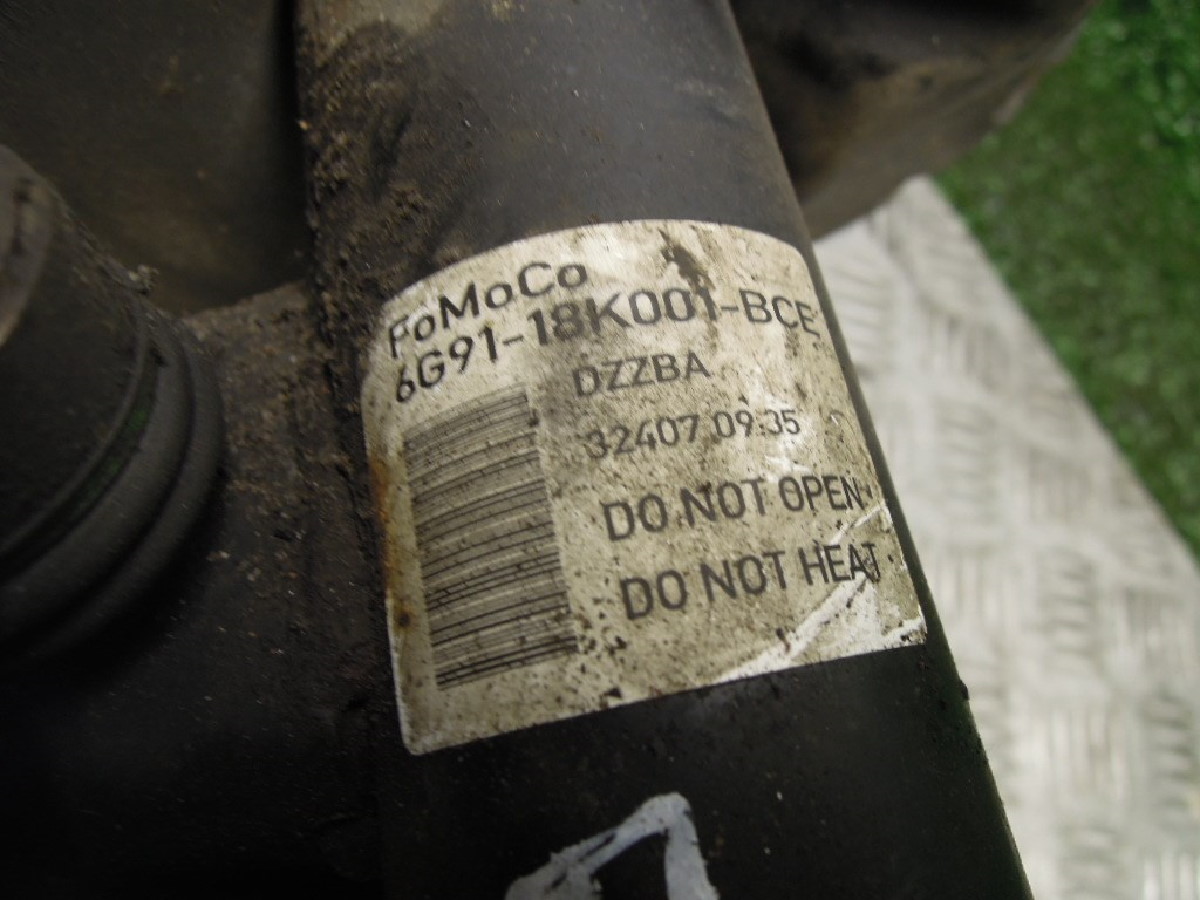 FoMoCo
6G91-18K001-BCE
DZZBA
32407 09:35
DO NOT OPEN
DO NOT HEAT